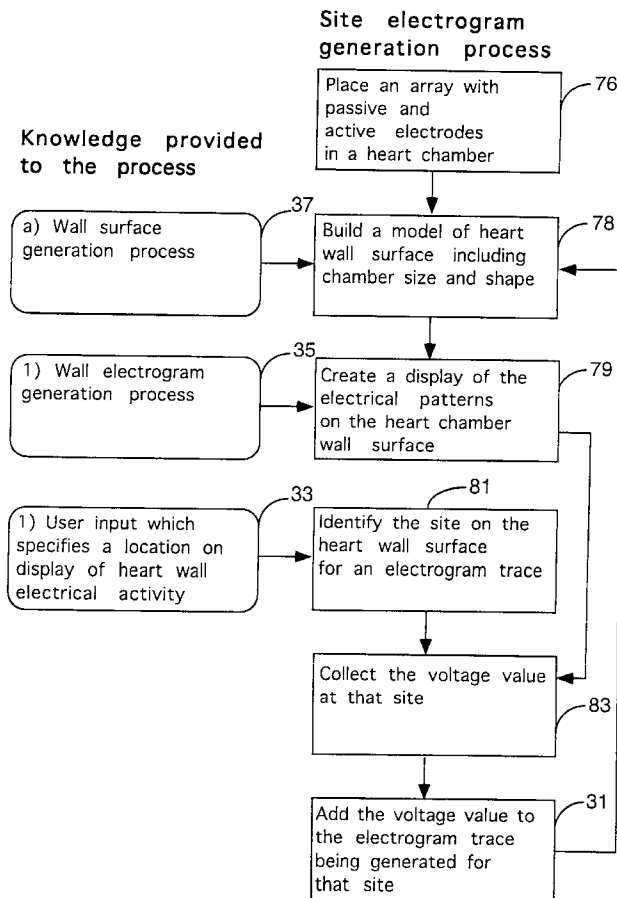 Site electrogram
generation process
Place an array with
passive and
active electrodes
in a heart chamber
76
Knowledge provided
to the process
a) Wall surface
generation process
37
Build a model of heart
wall surface including
chamber size and shape
78
1) Wall electrogram
generation process
35
Create a display of the
electrical patterns
on the heart chamber
wall surface
79
1) User input which
specifies a location on
display of heart wall
electrical activity
33
81
Identify the site on the
heart wall surface
for an electrogram trace
Collect the voltage value
at that site
83
Add the voltage value to
the electrogram trace
being generated for
that site
31